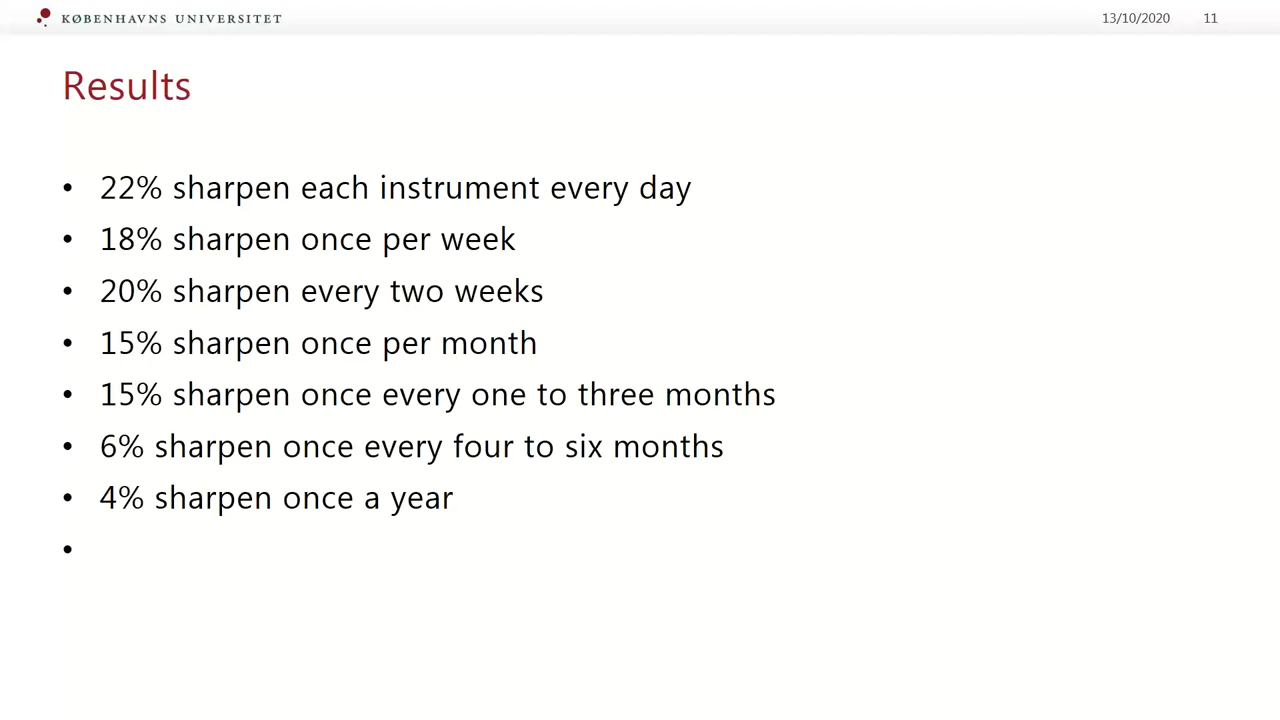 KØBENHAVNS UNIVERSITET
13/10/2020 11
Results
• 22% sharpen each instrument every day
• 18% sharpen once per week
• 20% sharpen every two weeks
• 15% sharpen once per month
• 15% sharpen once every one to three months
• 6% sharpen once every four to six months
• 4% sharpen once a year
•